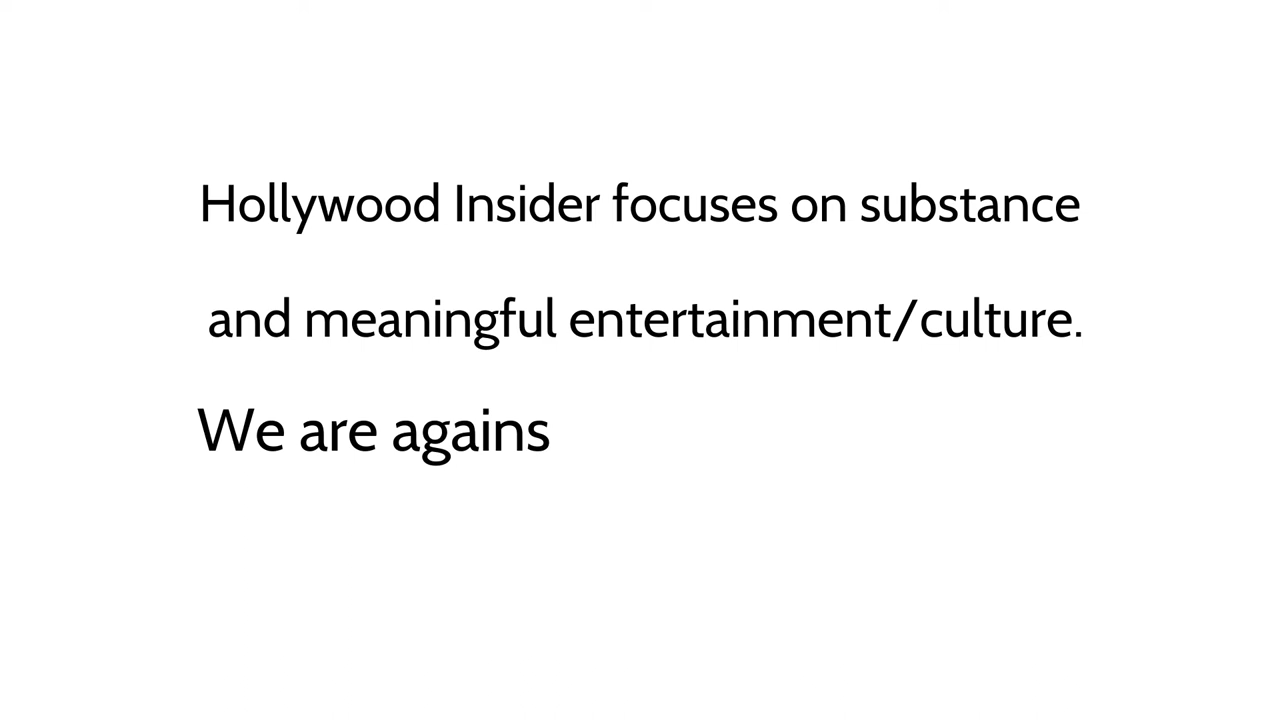 Hollywood Insider focuses on substance
and meaningful entertainment/culture.
We are agains